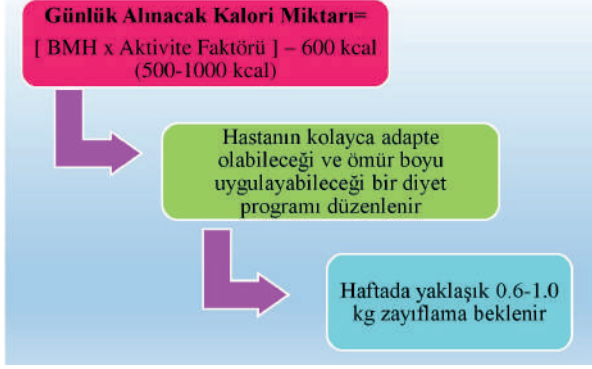 Günlük Alınacak Kalori Miktarı=
[ BMH x Aktivite Faktörü ] – 600 kcal
(500-1000 kcal)
Hastanın kolayca adapte
olabileceği ve ömür boyu
uygulayabileceği bir diyet
programı düzenlenir
Haftada yaklaşık 0.6-1.0
kg zayıflama beklenir